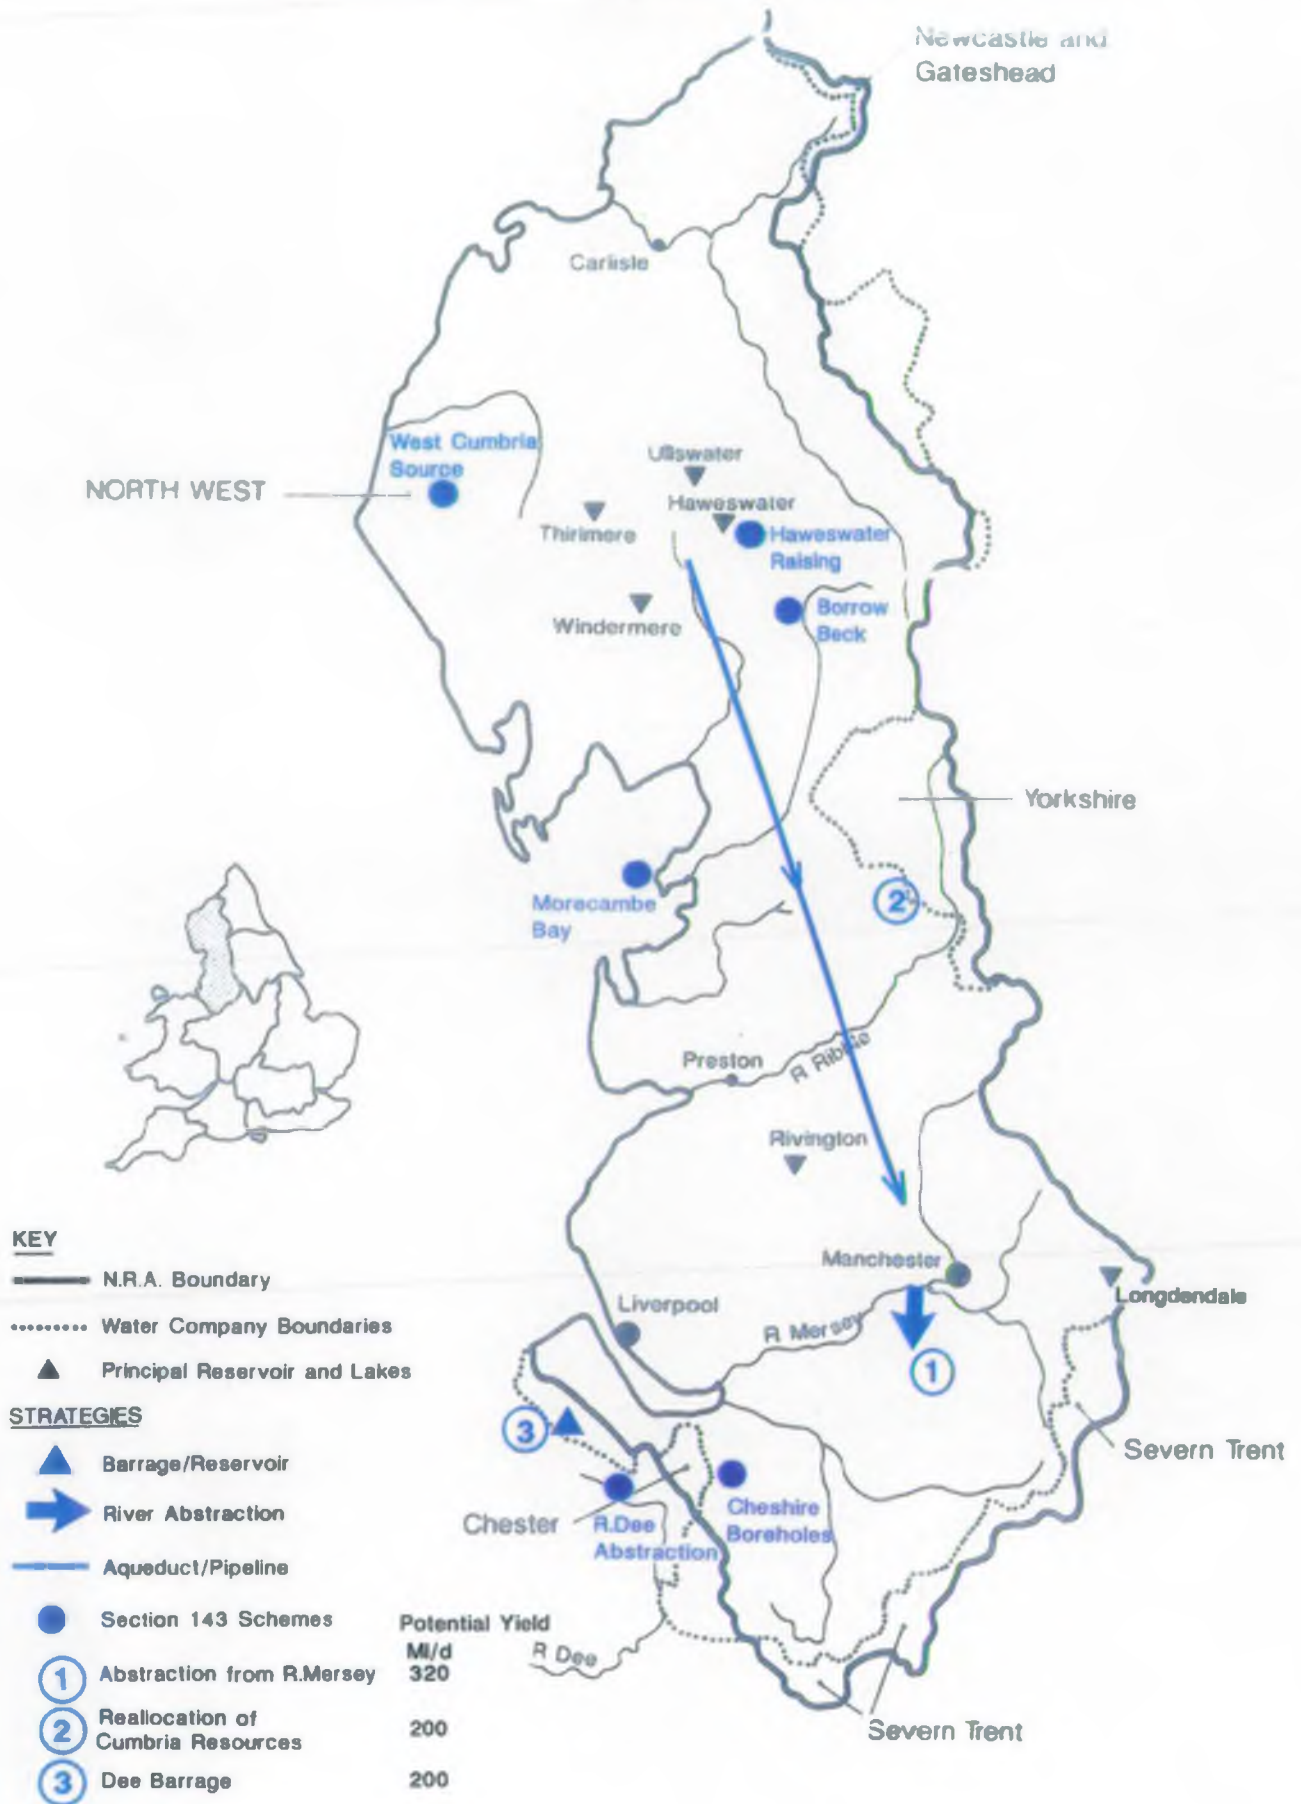 Newcastle and
Gateshead
Carlisle
West Cumbria
Source
NORTH WEST
Ullswater
Haweswater
Thirlmere
Haweswater
Raising
Windermere
Borrow
Beck
Yorkshire
Morecambe
Bay
2
Preston
R Ribble
Rivington
Manchester
Longdendale
Liverpool
R Mersey
1
3
Severn Trent
Chester
R.Dee
Abstraction
Cheshire
Boreholes
R Dee
Severn Trent
KEY
N.R.A. Boundary
Water Company Boundaries
Principal Reservoir and Lakes
STRATEGIES
Barrage/Reservoir
River Abstraction
Aqueduct/Pipeline
Section 143 Schemes
Potential Yield
Ml/d
1 Abstraction from R.Mersey 320
2 Reallocation of
Cumbria Resources 200
3 Dee Barrage 200